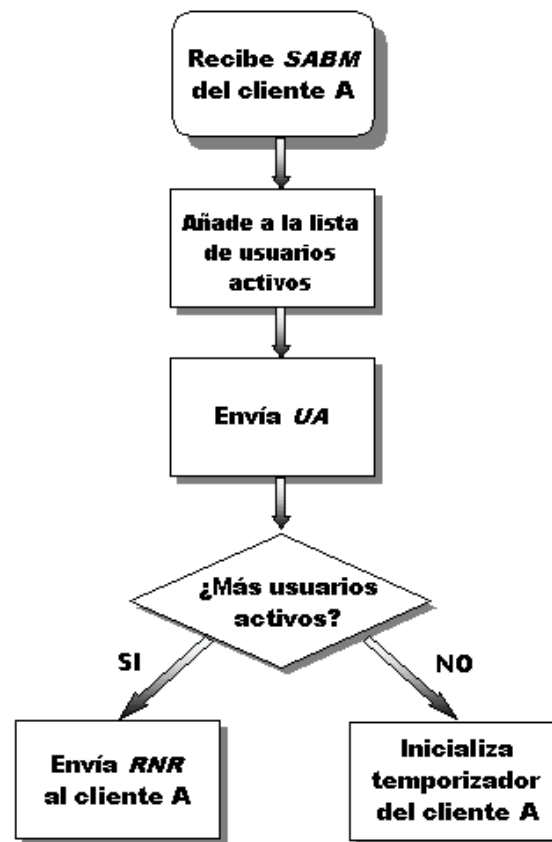 Recibe SABM
del cliente A
Añade a la lista
de usuarios
activos
Envía UA
¿Más usuarios
activos?
SI
NO
Envía RNR
al cliente A
Inicializa
temporizador
del cliente A